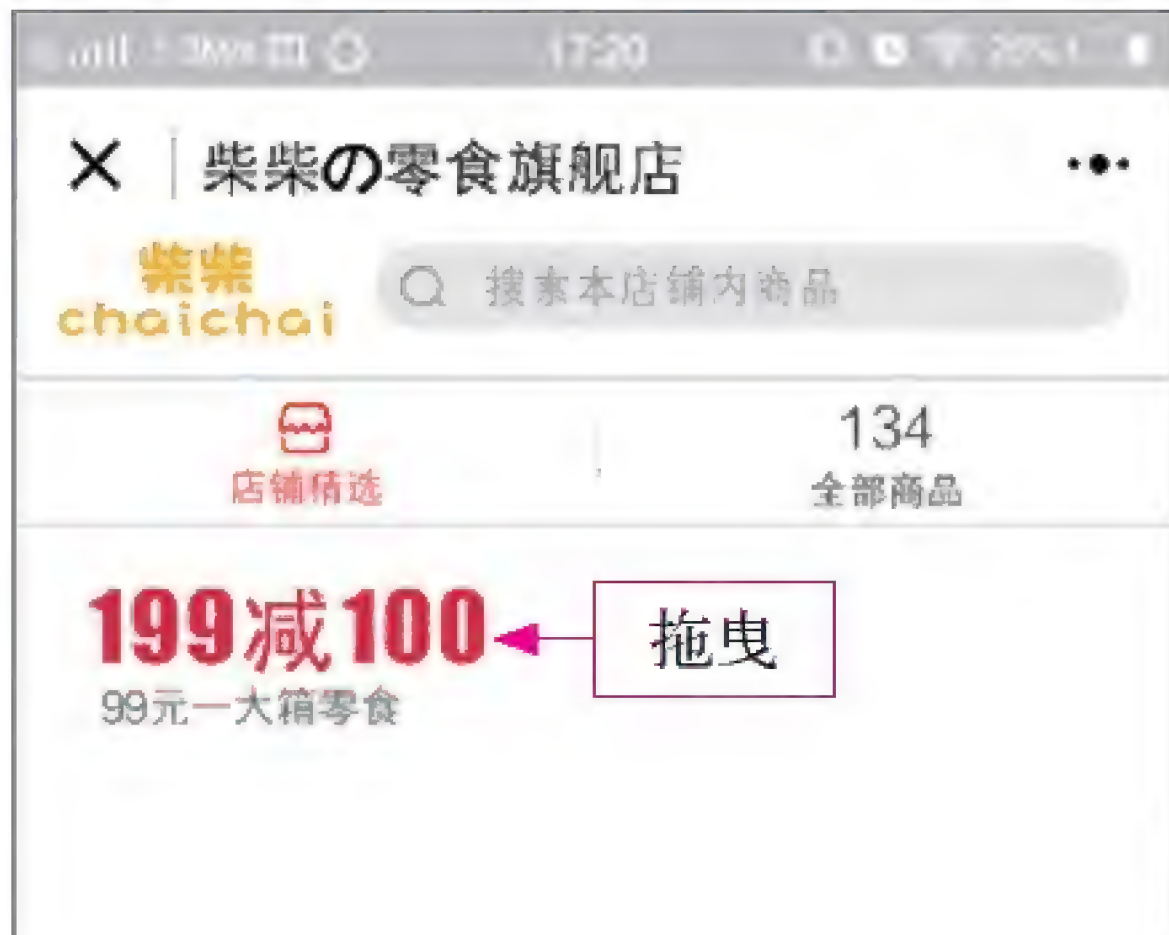 17:20
柴柴の零食旗舰店
柴柴
chaichai
搜索本店铺内商品
店铺精选
134
全部商品
199减100
拖曳
99元一大箱零食